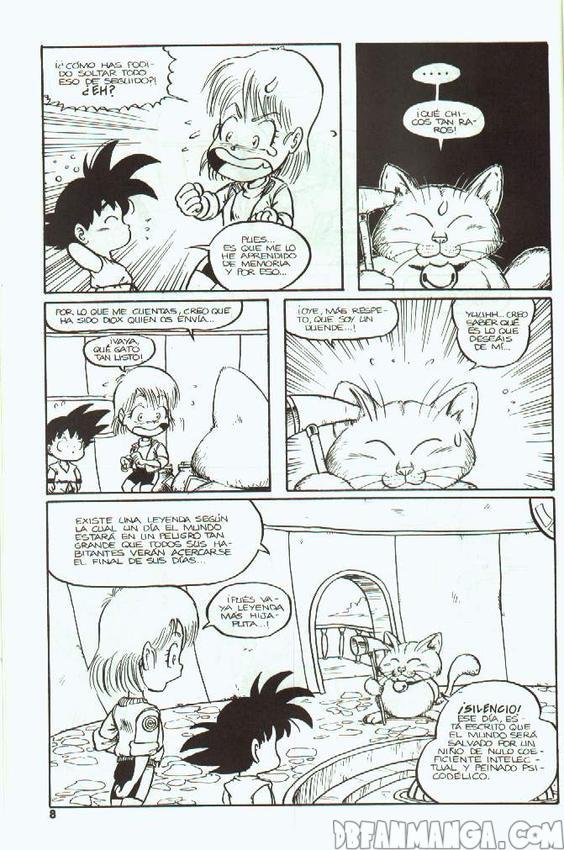 ¡¿CÓMO HAS PODI-
DO SOLTAR TODO
ESO DE SEGUIDO?!
¿EH?
PUES...
ES QUE ME LO
HE APRENDIDO
DE MEMORIA
Y POR ESO...
.....
¡QUÉ CHI-
COS TAN RA-
ROS!
POR LO QUE ME CUENTAS, CREO QUE
HA SIDO DIOX QUIEN OS ENVÍA...
¡VAYA,
QUÉ GATO
TAN LISTO!
¡OYE, MÁS RESPE-
TO, QUE SOY UN
DUENDE...!
YUUHH... CREO
SABER QUÉ
ES LO QUE
DESEÁIS
DE MÍ...
EXISTE UNA LEYENDA SEGÚN
LA CUAL UN DÍA EL MUNDO
ESTARÁ EN UN PELIGRO TAN
GRANDE QUE TODOS SUS HA-
BITANTES VERÁN ACERCARSE
EL FINAL DE SUS DÍAS...
¡PUÉS VA-
YA LEYENDA
MÁS HIJA-
PUTA...!
¡SILENCIO!
ESE DÍA, ES-
TÁ ESCRITO QUE
EL MUNDO SERÁ
SALVADO POR UN
NIÑO DE NULO COE-
FICIENTE INTELEC-
TUAL Y PEINADO PSI-
CODÉLICO.
8
DBFANMANGA.COM